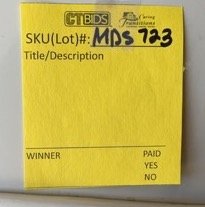 CTBIDS Caring Transitions
SKU(Lot)#: MDS 723
Title/Description
WINNER PAID
YES
NO